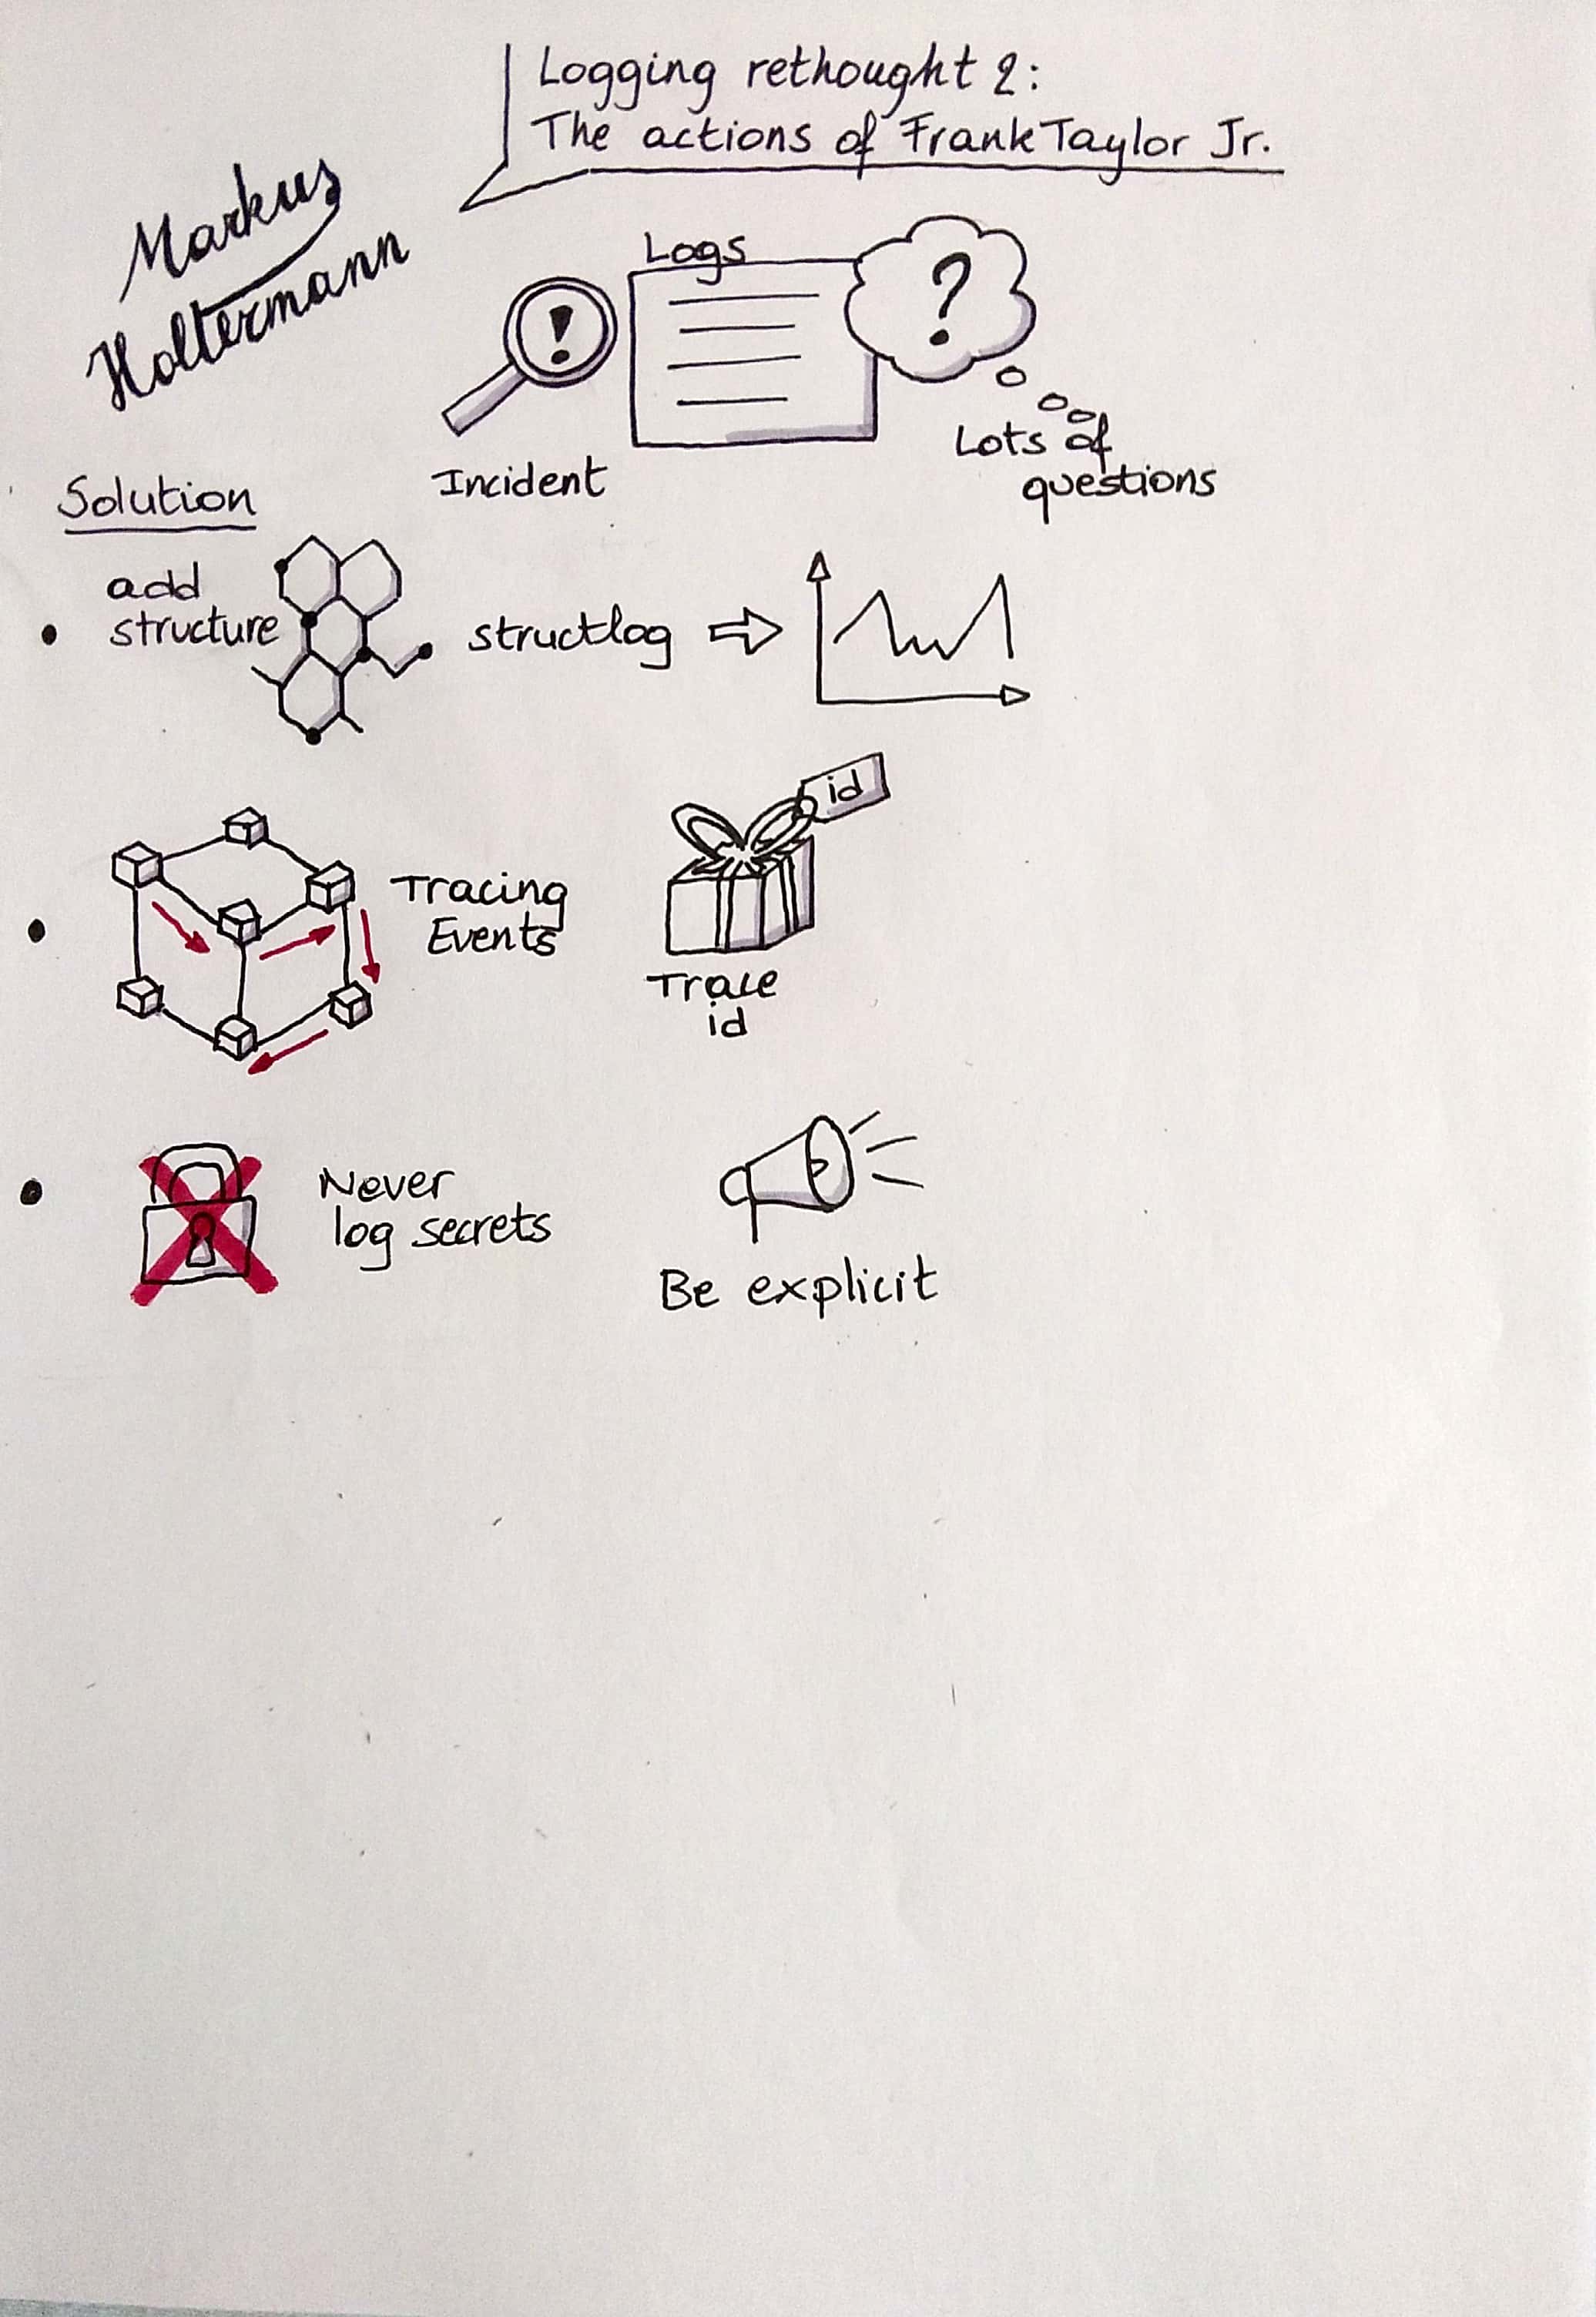 Logging rethought 2:
The actions of Frank Taylor Jr.
Markus
Holtermann
Logs
!
?
Incident
Lots of
questions
Solution
add
structure
structlog
Tracing
Events
id
Trace
id
Never
log secrets
Be explicit